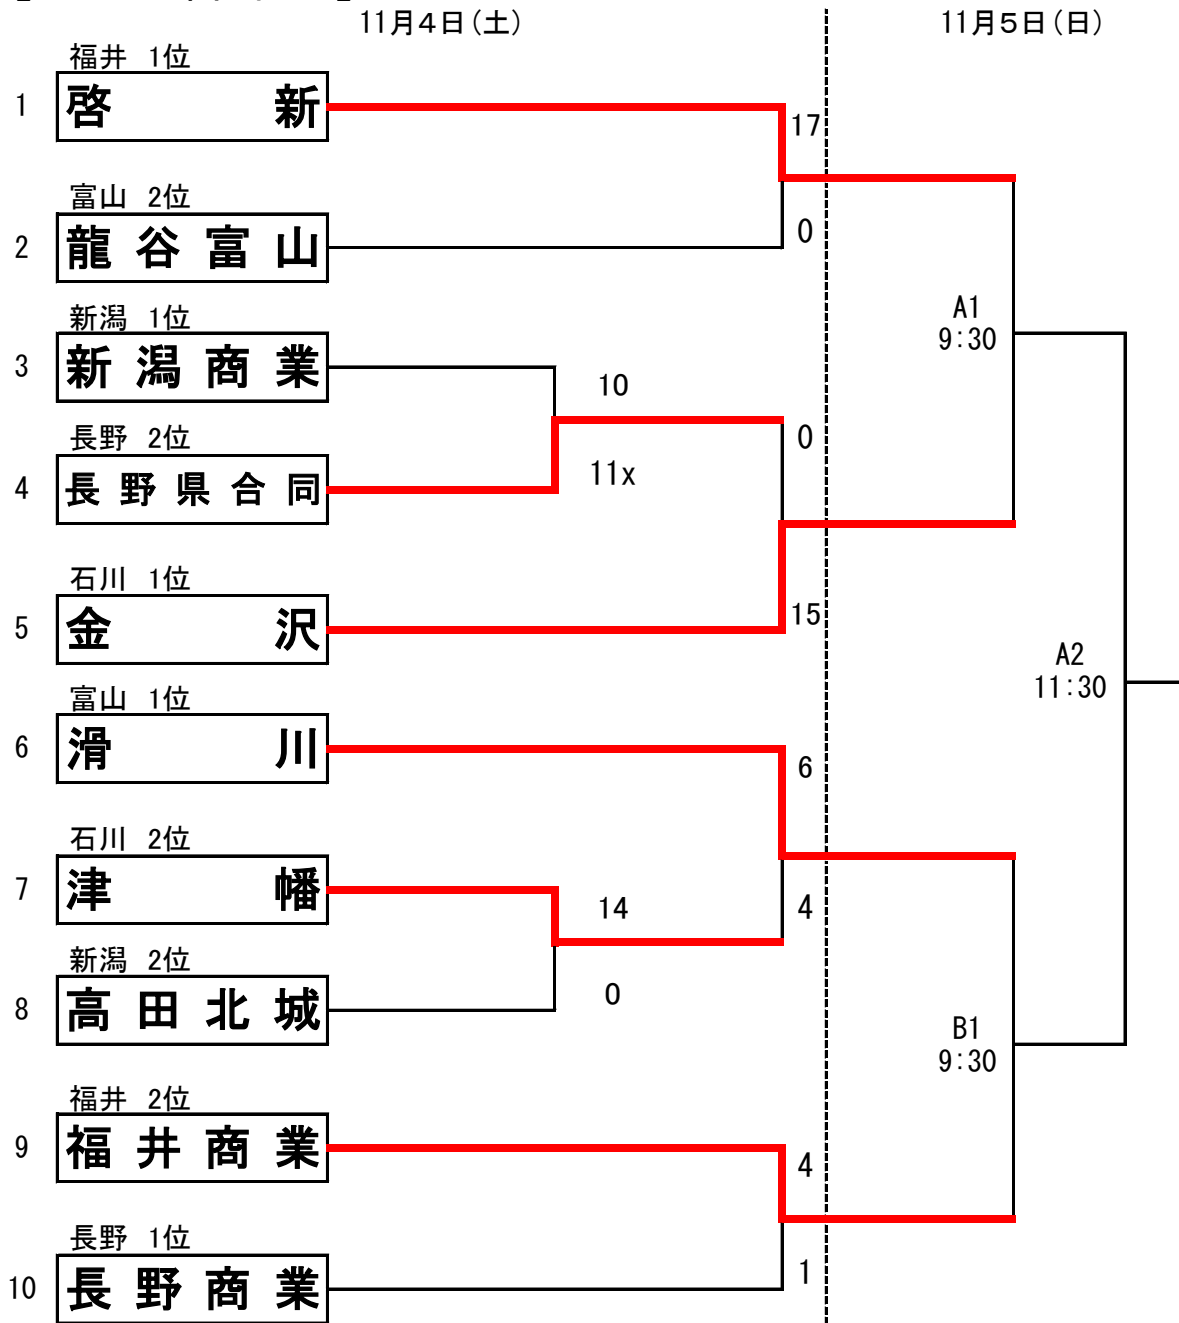 11月4日(土)
11月5日(日)
福井 1位
1 啓新
17
富山 2位
2 龍谷富山
0
新潟 1位
3 新潟商業
10
長野 2位
4 長野県合同
11x
0
A1
9:30
石川 1位
5 金沢
15
A2
11:30
富山 1位
6 滑川
6
石川 2位
7 津幡
14
4
新潟 2位
8 高田北城
0
B1
9:30
福井 2位
9 福井商業
4
長野 1位
10 長野商業
1